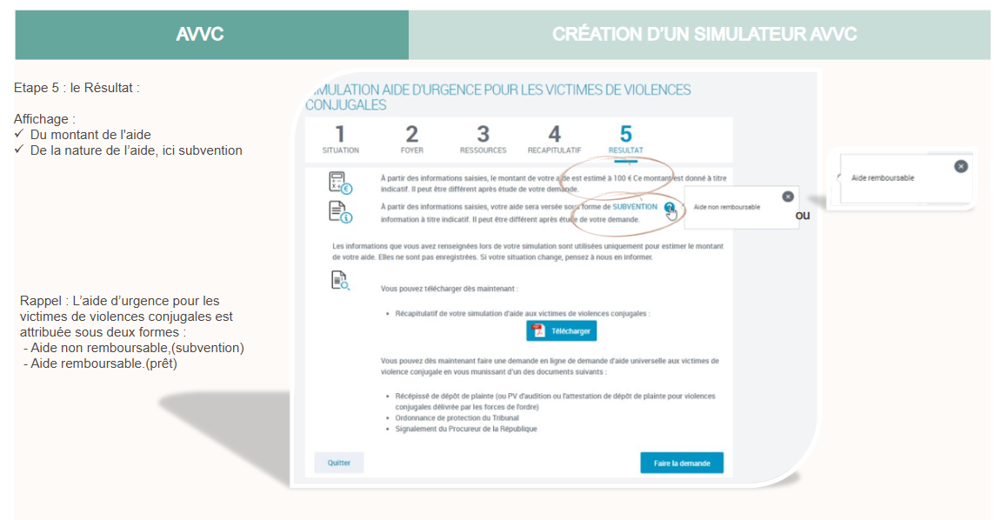 AVVC
CRÉATION D'UN SIMULATEUR AVVC
Etape 5 : le Résultat :
Affichage :
✓ Du montant de l'aide
✓ De la nature de l'aide, ici subvention
Rappel : L'aide d'urgence pour les
victimes de violences conjugales est
attribuée sous deux formes :
- Aide non remboursable,(subvention)
- Aide remboursable.(prêt)
SIMULATION AIDE D'URGENCE POUR LES VICTIMES DE VIOLENCES
CONJUGALES
1 2 3 4 5
SITUATION FOYER RESSOURCES RECAPITULATIF RESULTAT
À partir des informations saisies, le montant de votre aide est estimé à 100 € Ce montant est donné à titre
indicatif. Il peut être différent après étude de votre demande.
À partir des informations saisies, votre aide sera versée sous forme de SUBVENTION ?
information à titre indicatif. Il peut être différent après étude de votre demande.
Aide non remboursable
ou
Aide remboursable
Les informations que vous avez renseignées lors de votre simulation sont utilisées uniquement pour estimer le montant
de votre aide. Elles ne sont pas enregistrées. Si votre situation change, pensez à nous en informer.
Vous pouvez télécharger dès maintenant :
• Récapitulatif de votre simulation d'aide aux victimes de violences conjugales :
Télécharger
Vous pouvez dès maintenant faire une demande en ligne de demande d'aide universelle aux victimes de
violence conjugale en vous munissant d'un des documents suivants :
• Récépissé de dépôt de plainte (ou PV d'audition ou l'attestation de dépôt de plainte pour violences
conjugales délivrée par les forces de l'ordre)
• Ordonnance de protection du Tribunal
• Signalement du Procureur de la République
Quitter
Faire la demande